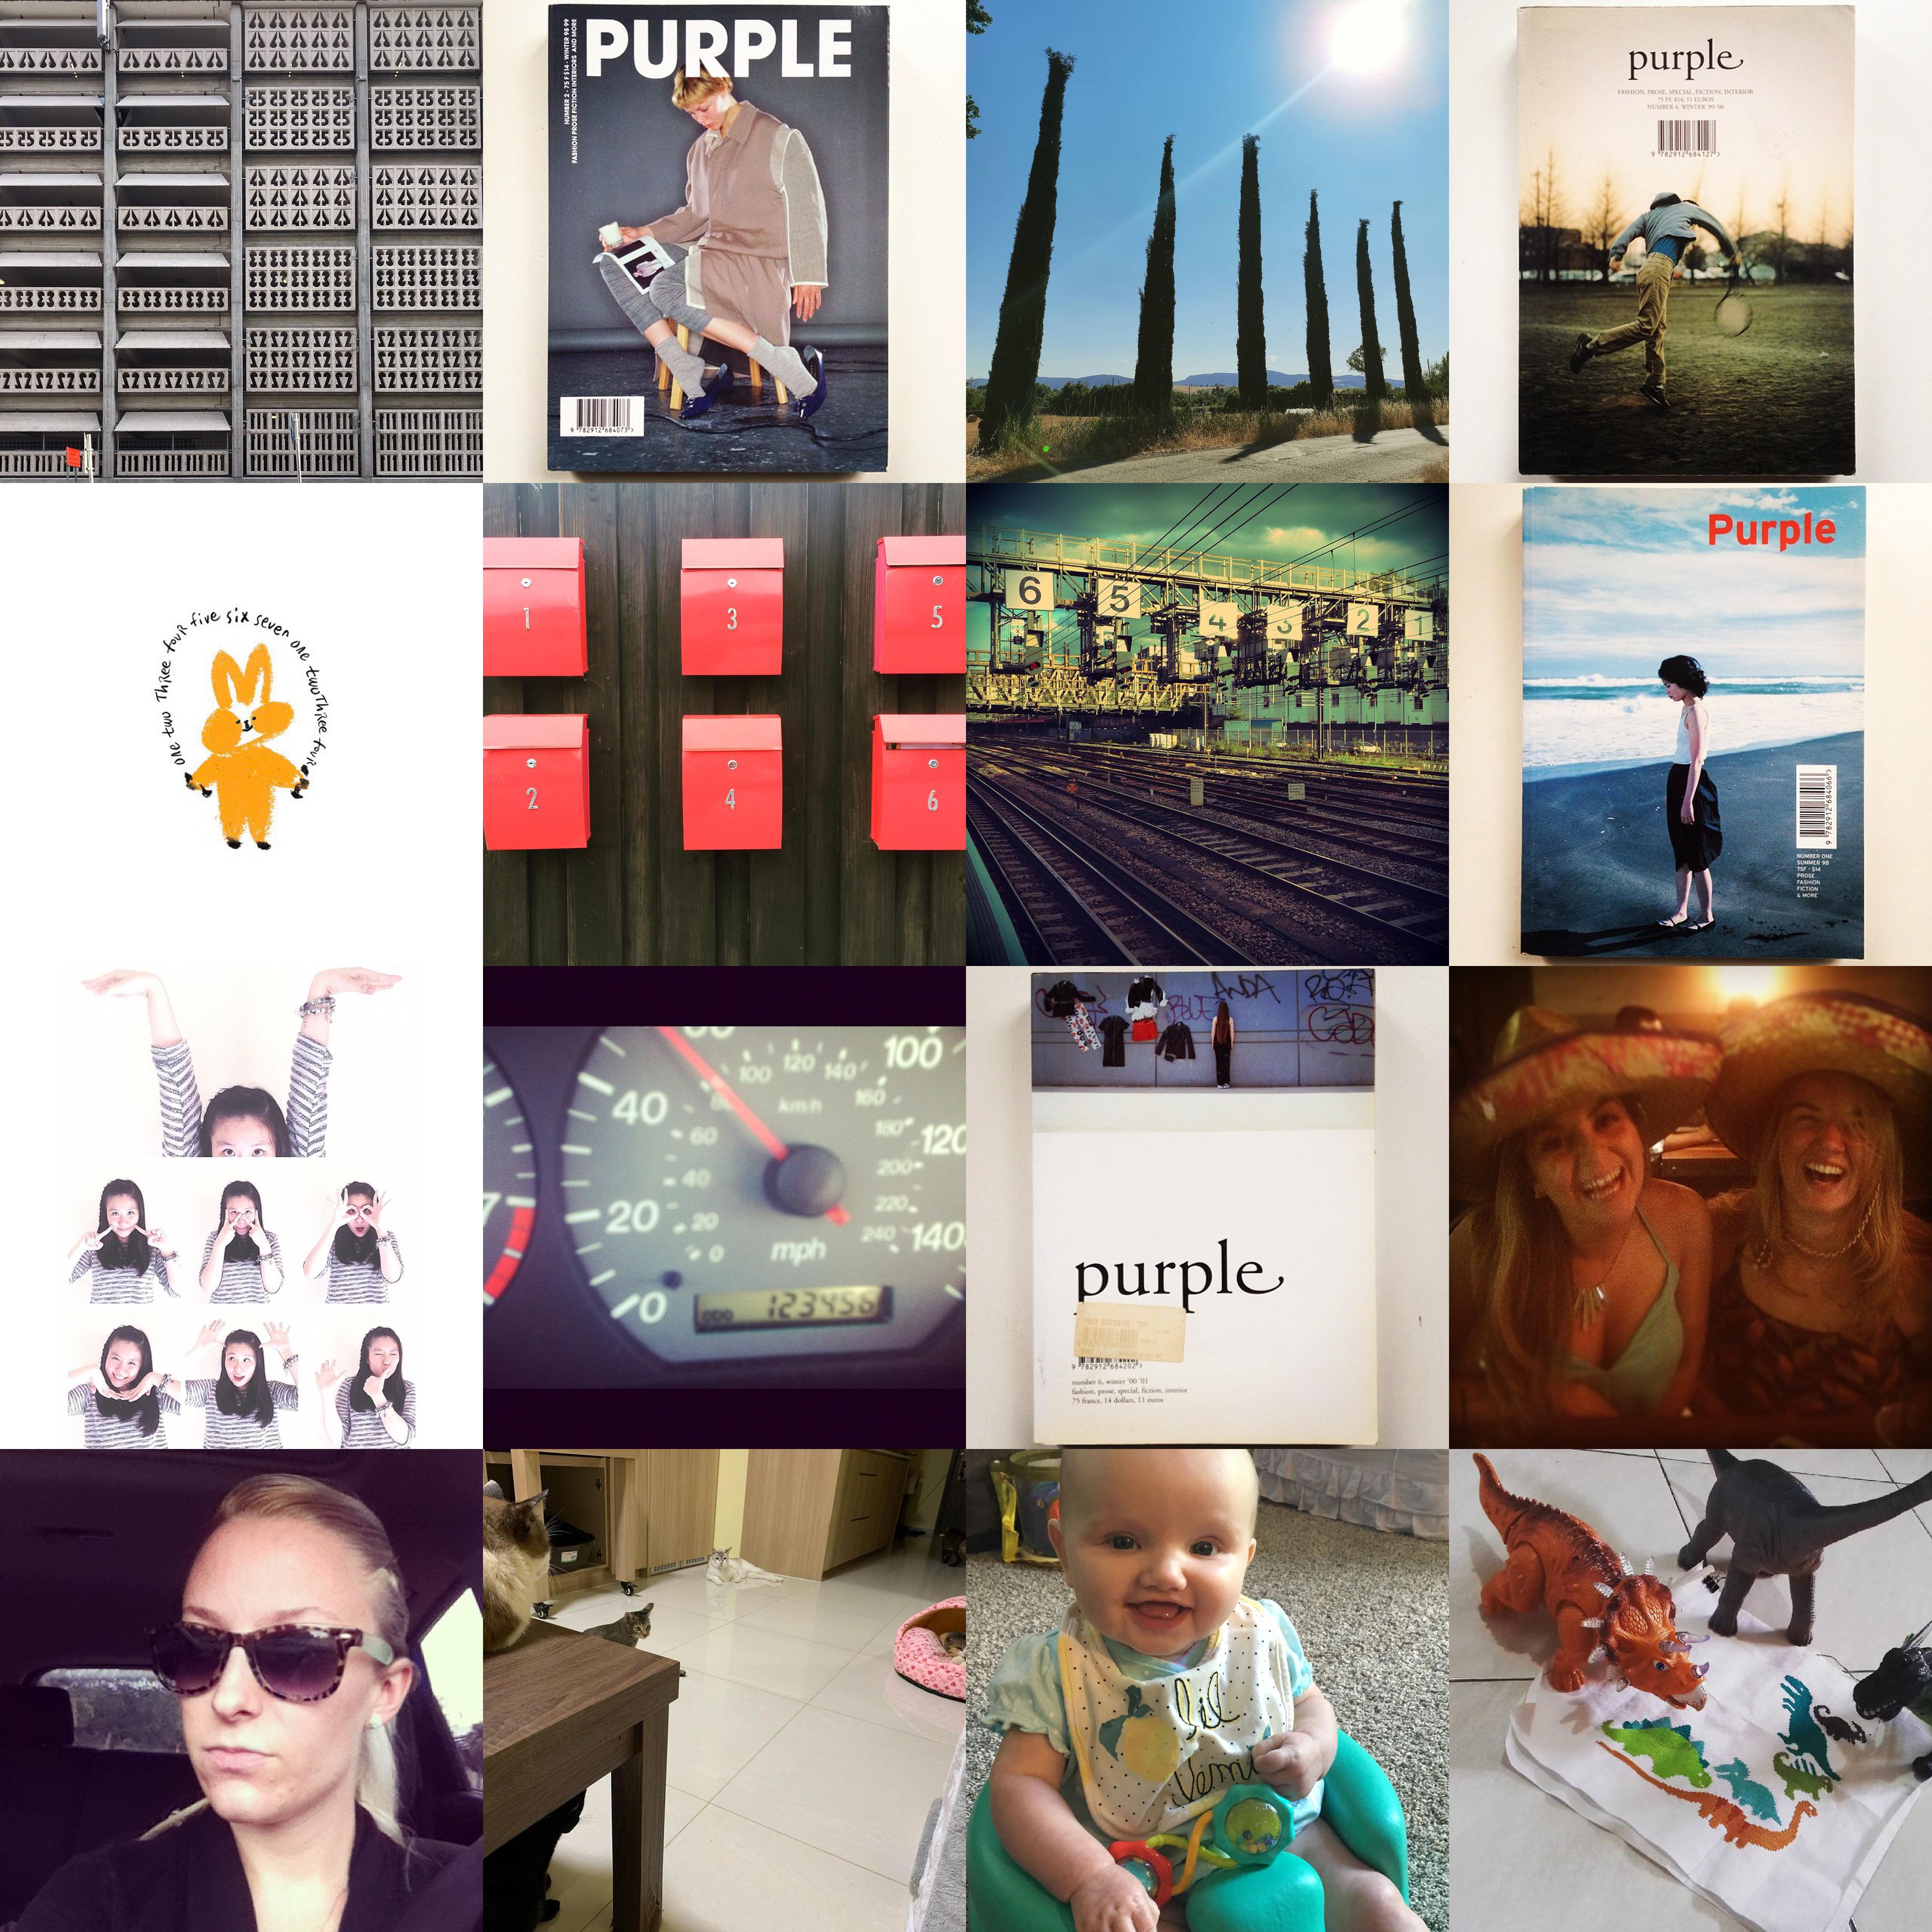 PURPLE
NUMBER 2 - 75 F $14 - WINTER 98 99
FASHION PROSE FICTION INTERIORS AND MORE
9 782912 684073 >
purple
FASHION, PROSE, SPECIAL, FICTION, INTERIOR
75 FF, $14, 11 EUROS
NUMBER 4, WINTER '99-'00
9 782912 684127 >
one two Three four five six seven one two Three four
1
3
5
2
4
6
6
5
4
3
2
1
Purple
9 782912 684066 >
NUMBER ONE
SUMMER 98
75F - $14
PROSE
FASHION
FICTION
& MORE
7
0
20
40
100
120
140
0
20
40
60
80
100
120
140
160
180
200
220
240
km/h
mph
ODO 123456
ANDA
purple
9 782912 684202 >
number 6, winter '00 '01
fashion, prose, special, fiction, interior
75 francs, 14 dollars, 11 euros
lil